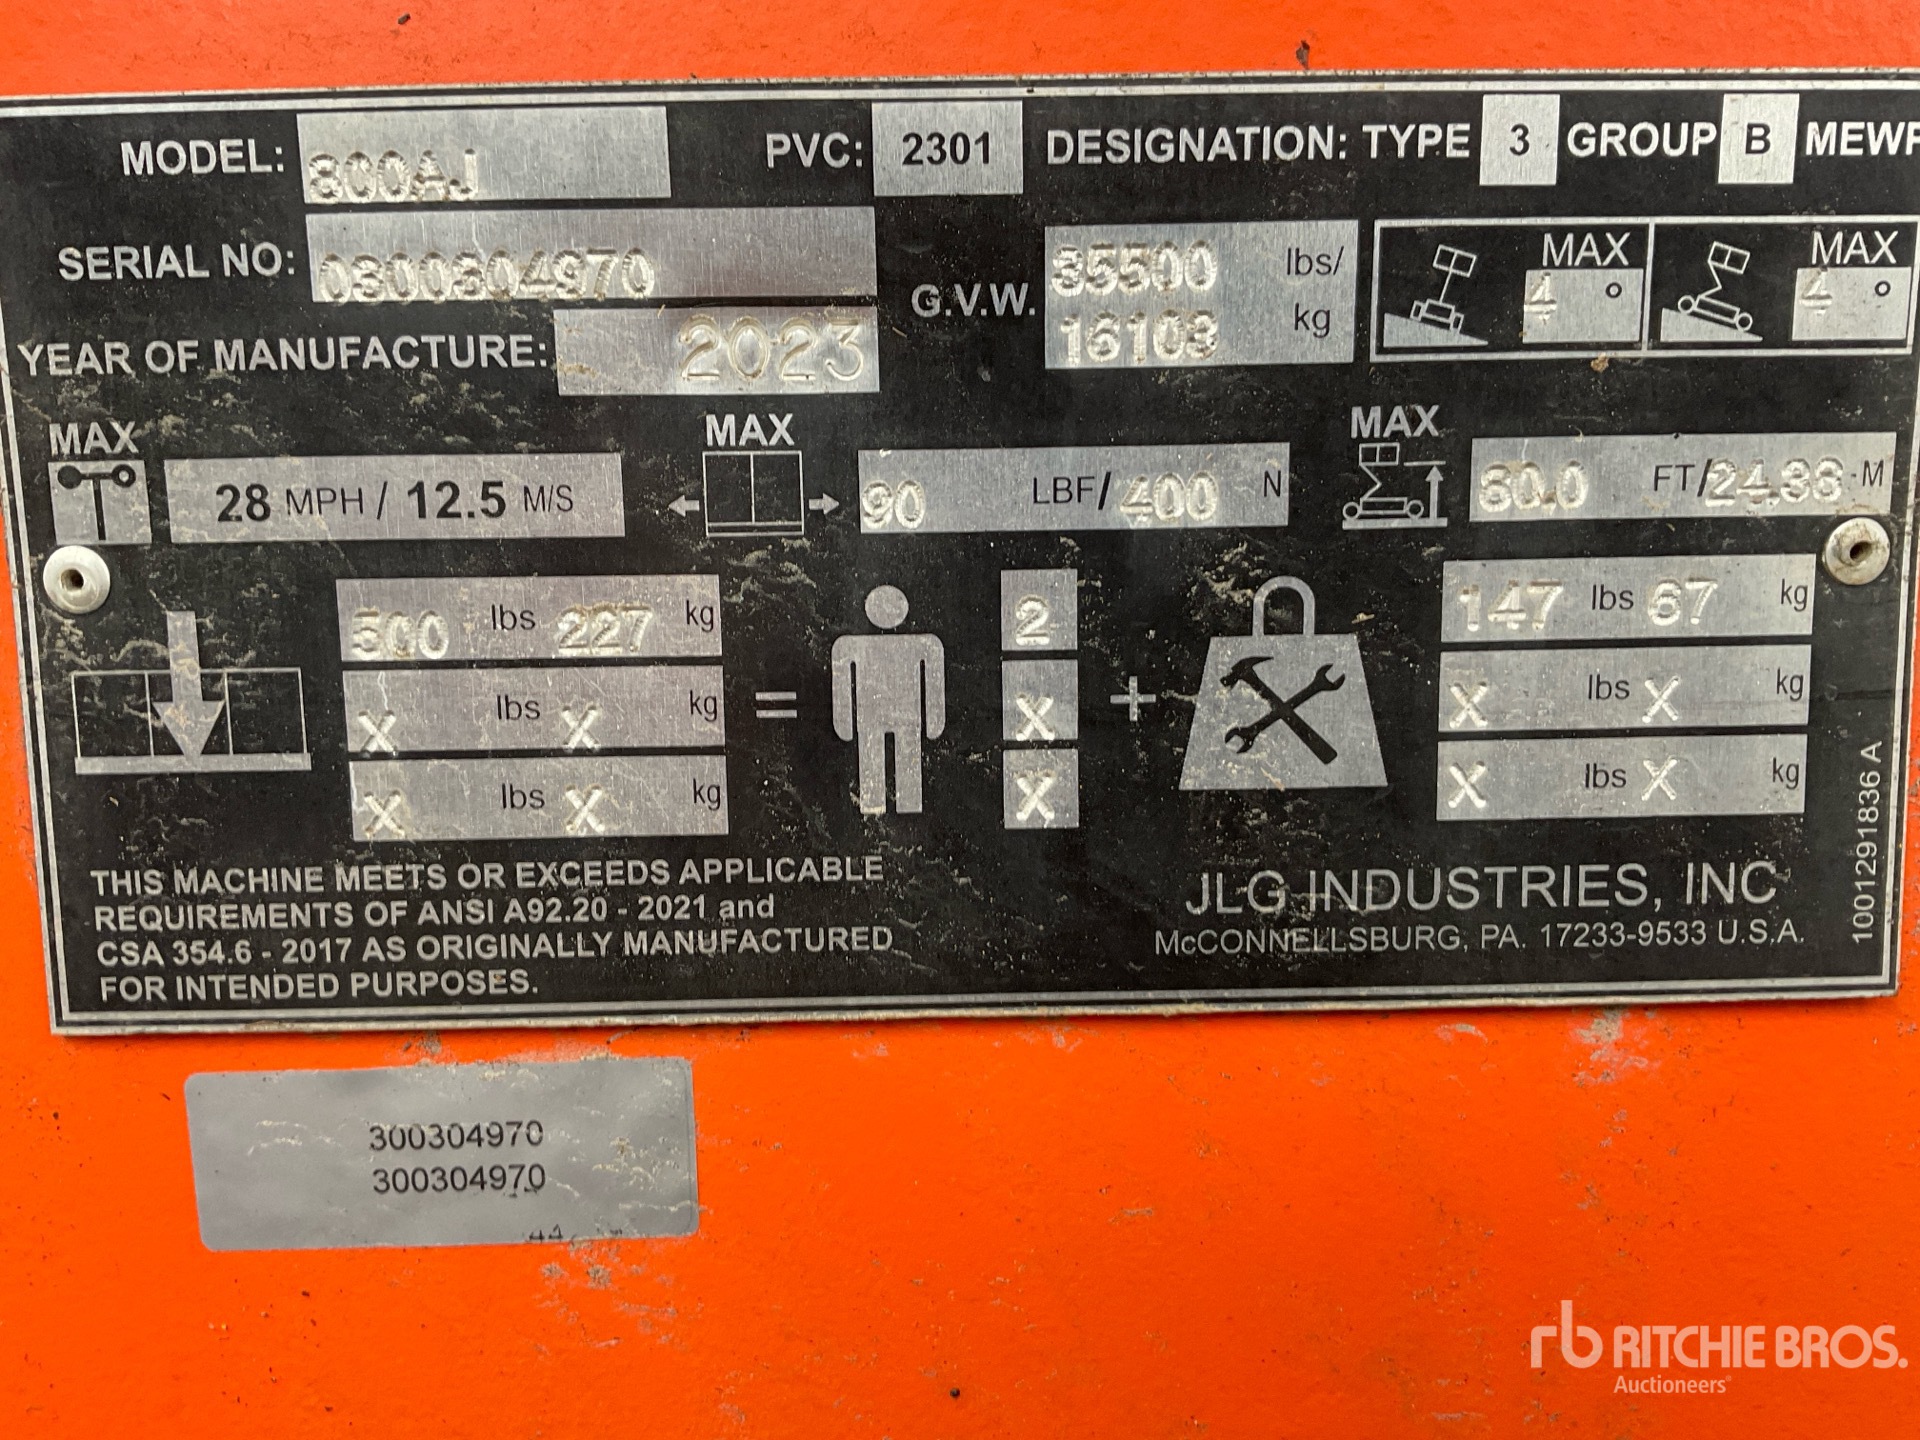 MODEL: 800AJ PVC: 2301 DESIGNATION: TYPE 3 GROUP B MEWP
SERIAL NO: 0300304970 G.V.W. 35500 lbs/ MAX 4 ° MAX 4 °
16103 kg
YEAR OF MANUFACTURE: 2023
MAX 28 MPH / 12.5 M/S MAX 90 LBF/ 400 N MAX 80.0 FT/24.38 M
500 lbs 227 kg = 2 + 147 lbs 67 kg
X lbs X kg X X lbs X kg
X lbs X kg X X lbs X kg
THIS MACHINE MEETS OR EXCEEDS APPLICABLE
REQUIREMENTS OF ANSI A92.20 - 2021 and
CSA 354.6 - 2017 AS ORIGINALLY MANUFACTURED
FOR INTENDED PURPOSES.
JLG INDUSTRIES, INC
McCONNELLSBURG, PA. 17233-9533 U.S.A.
1001291836 A
300304970
300304970
44
rb RITCHIE BROS.
Auctioneers